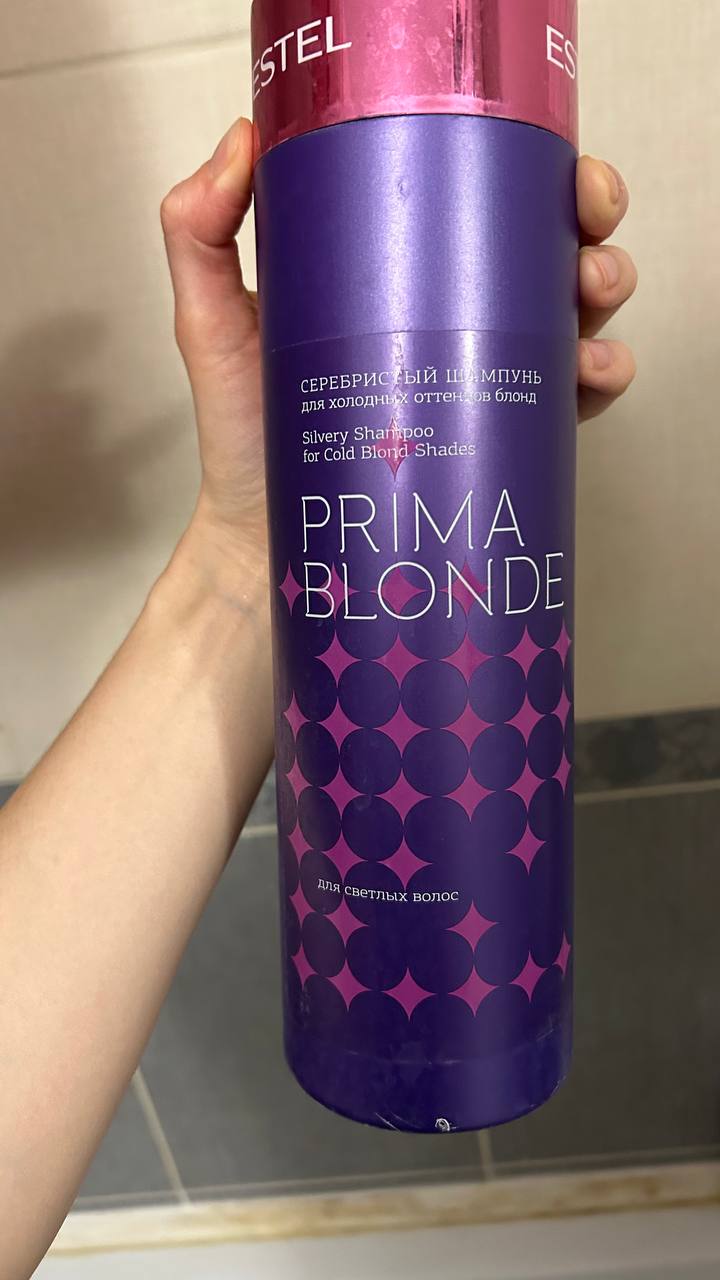 ESTEL
ES
СЕРЕБРИСТЫЙ ШАМПУНЬ
для холодных оттенков блонд
Silvery Shampoo
for Cold Blond Shades
PRIMA
BLONDE
для светлых волос